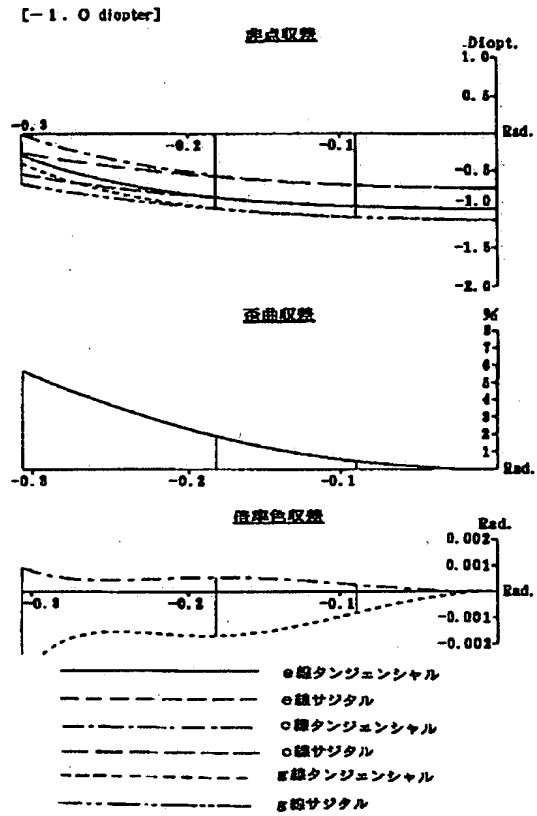 [-1.0 diopter]
非点収差
Diopt.
1.0
0.5
-0.3 -0.2 -0.1 Rad.
-0.5
-1.0
-1.5
-2.0
歪曲収差
%
8
7
6
5
4
3
2
1
-0.3 -0.2 -0.1 Rad.
倍率色収差
Rad.
0.002
0.001
-0.3 -0.2 -0.1 Rad.
-0.001
-0.002
e線タンジェンシャル
e線サジタル
c線タンジェンシャル
c線サジタル
g線タンジェンシャル
g線サジタル